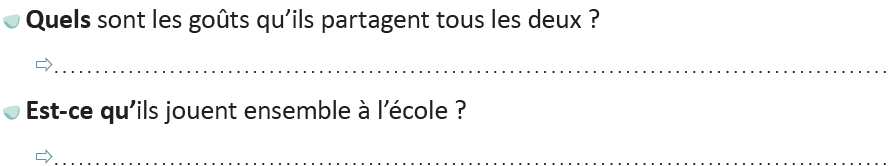 Quels sont les goûts qu'ils partagent tous les deux ?
⇨........................................................................................................
Est-ce qu'ils jouent ensemble à l'école ?
⇨........................................................................................................